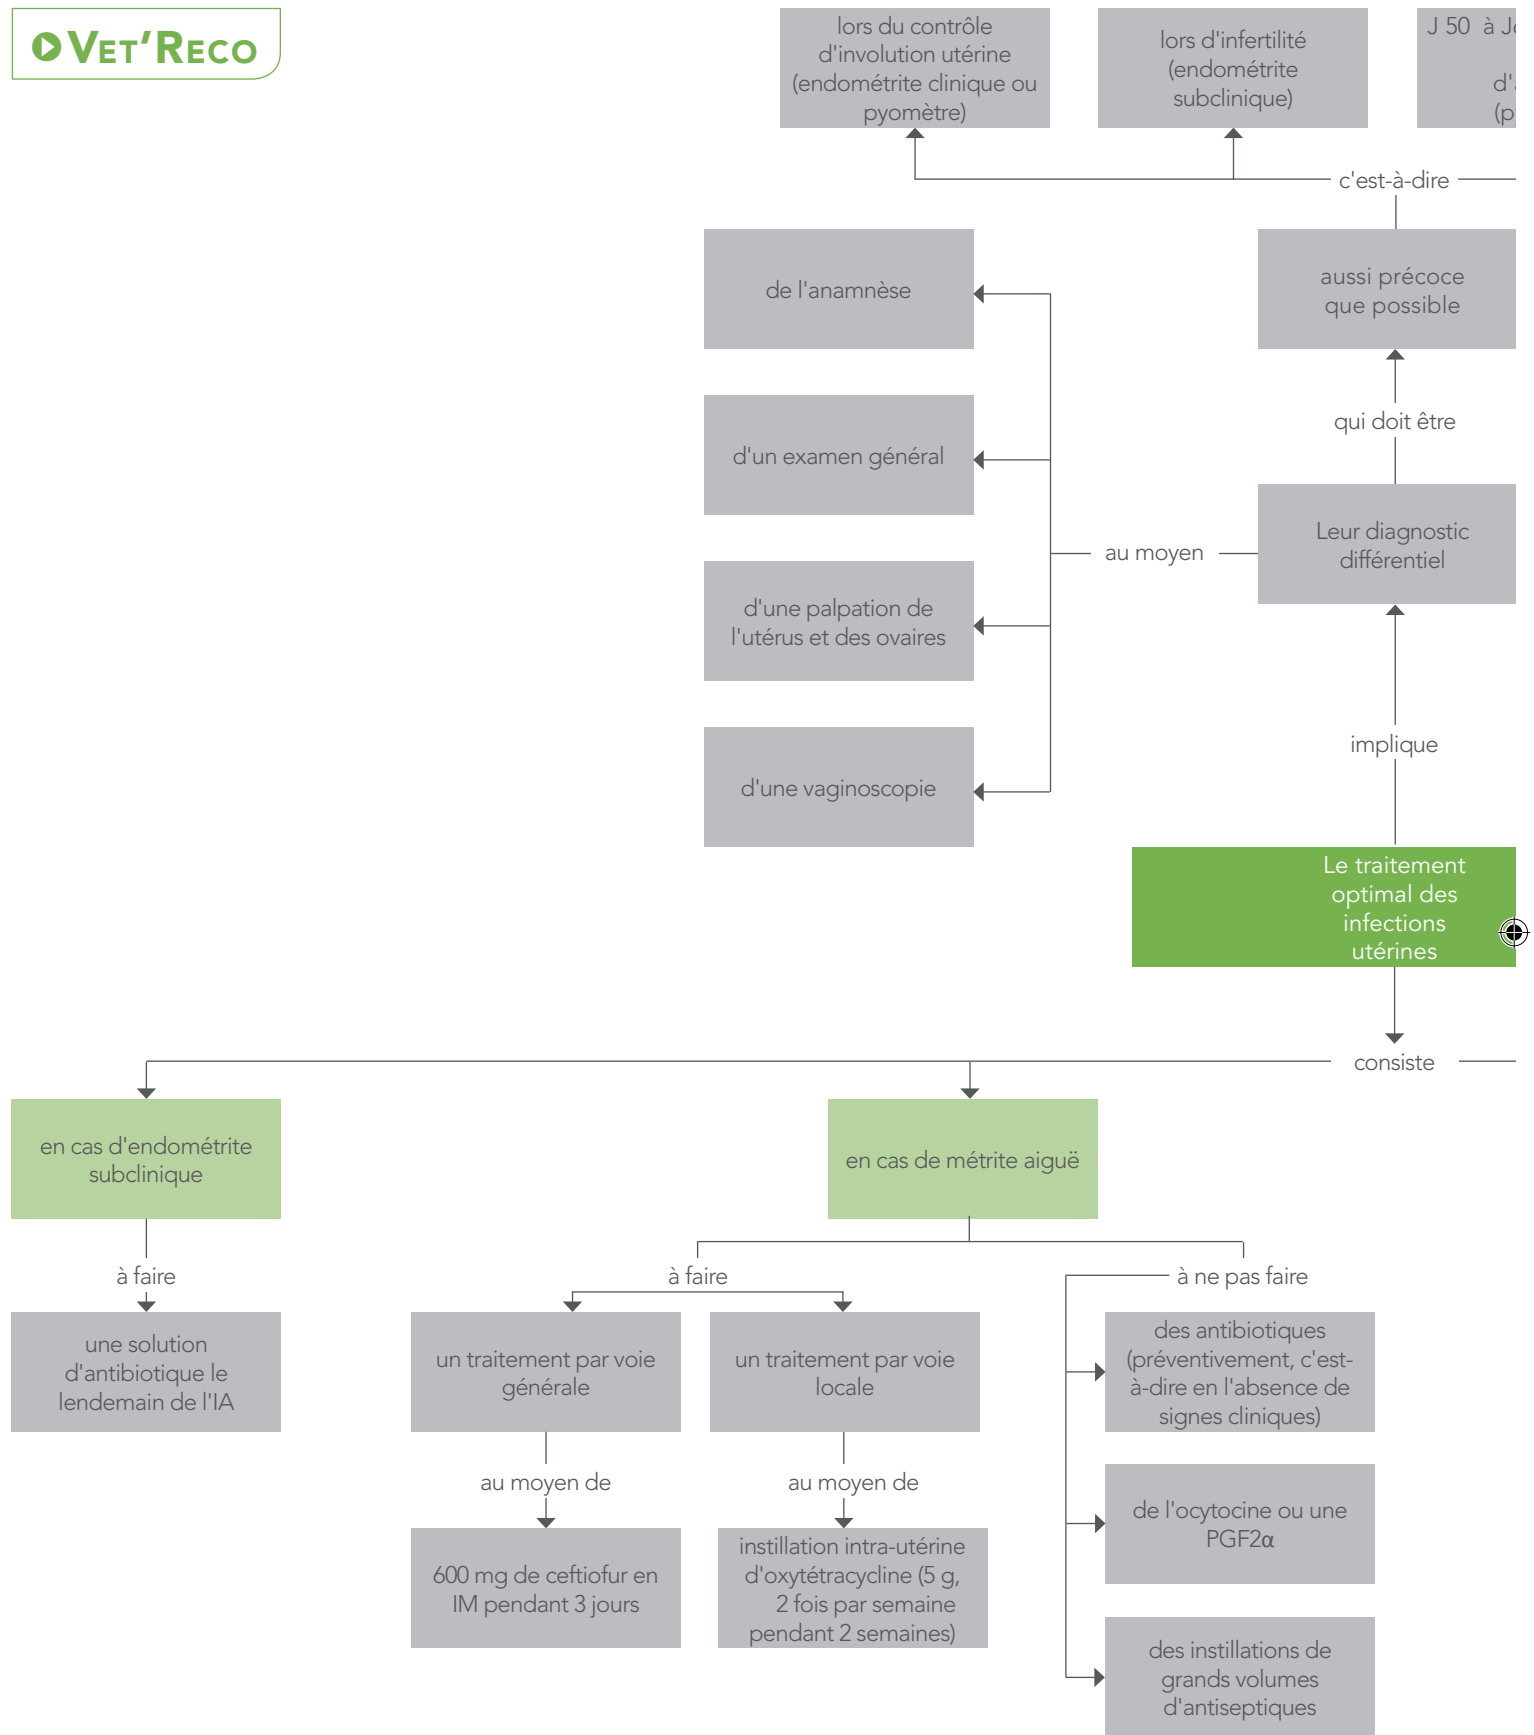 VET'RECO
lors du contrôle
d'involution utérine
(endométrite clinique ou
pyomètre)
lors d'infertilité
(endométrite
subclinique)
J 50 à
c'est-à-dire
de l'anamnèse
aussi précoce
que possible
d'un examen général
qui doit être
Leur diagnostic
différentiel
au moyen
d'une palpation de
l'utérus et des ovaires
d'une vaginoscopie
implique
Le traitement
optimal des
infections
utérines
consiste
en cas d'endométrite
subclinique
en cas de métrite aiguë
à faire
à faire
à ne pas faire
une solution
d'antibiotique le
lendemain de l'IA
un traitement par voie
générale
un traitement par voie
locale
des antibiotiques
(préventivement, c'est-
à-dire en l'absence de
signes cliniques)
au moyen de
au moyen de
600 mg de ceftiofur en
IM pendant 3 jours
instillation intra-utérine
d'oxytétracycline (5 g,
2 fois par semaine
pendant 2 semaines)
de l'ocytocine ou une
PGF2α
des instillations de
grands volumes
d'antiseptiques